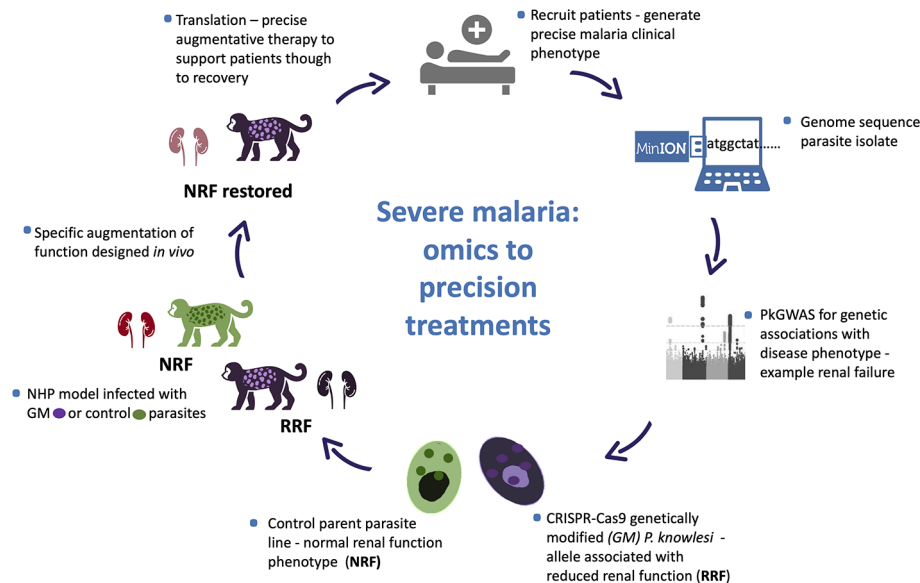 Translation – precise
augmentative therapy to
support patients though
to recovery
Recruit patients - generate
precise malaria clinical
phenotype
MinION
atggctat......
Genome sequence
parasite isolate
Severe malaria:
omics to
precision
treatments
PkGWAS for genetic
associations with
disease phenotype -
example renal failure
CRISPR-Cas9 genetically
modified (GM) P. knowlesi -
allele associated with
reduced renal function (RRF)
Control parent parasite
line - normal renal function
phenotype (NRF)
NHP model infected with
GM or control parasites
RRF
NRF
Specific augmentation of
function designed in vivo
NRF restored